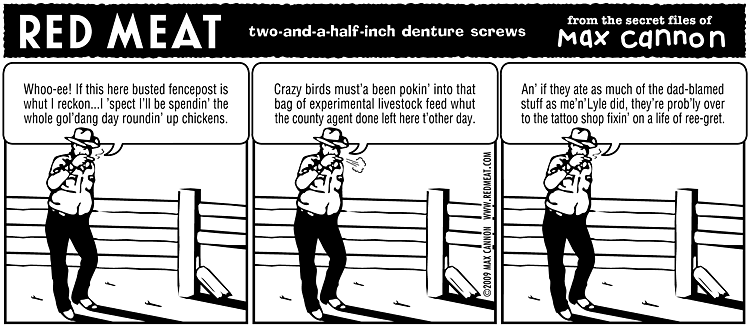 RED MEAT
two-and-a-half-inch denture screws
from the secret files of
Max Cannon
Whoo-ee! If this here busted fencepost is
whut I reckon...I 'spect I'll be spendin' the
whole gol'dang day roundin' up chickens.
Crazy birds must'a been pokin' into that
bag of experimental livestock feed whut
the county agent done left here t'other day.
©2009 MAX CANNON WWW.REDMEAT.COM
An' if they ate as much of the dad-blamed
stuff as me'n'Lyle did, they're prob'ly over
to the tattoo shop fixin' on a life of ree-gret.